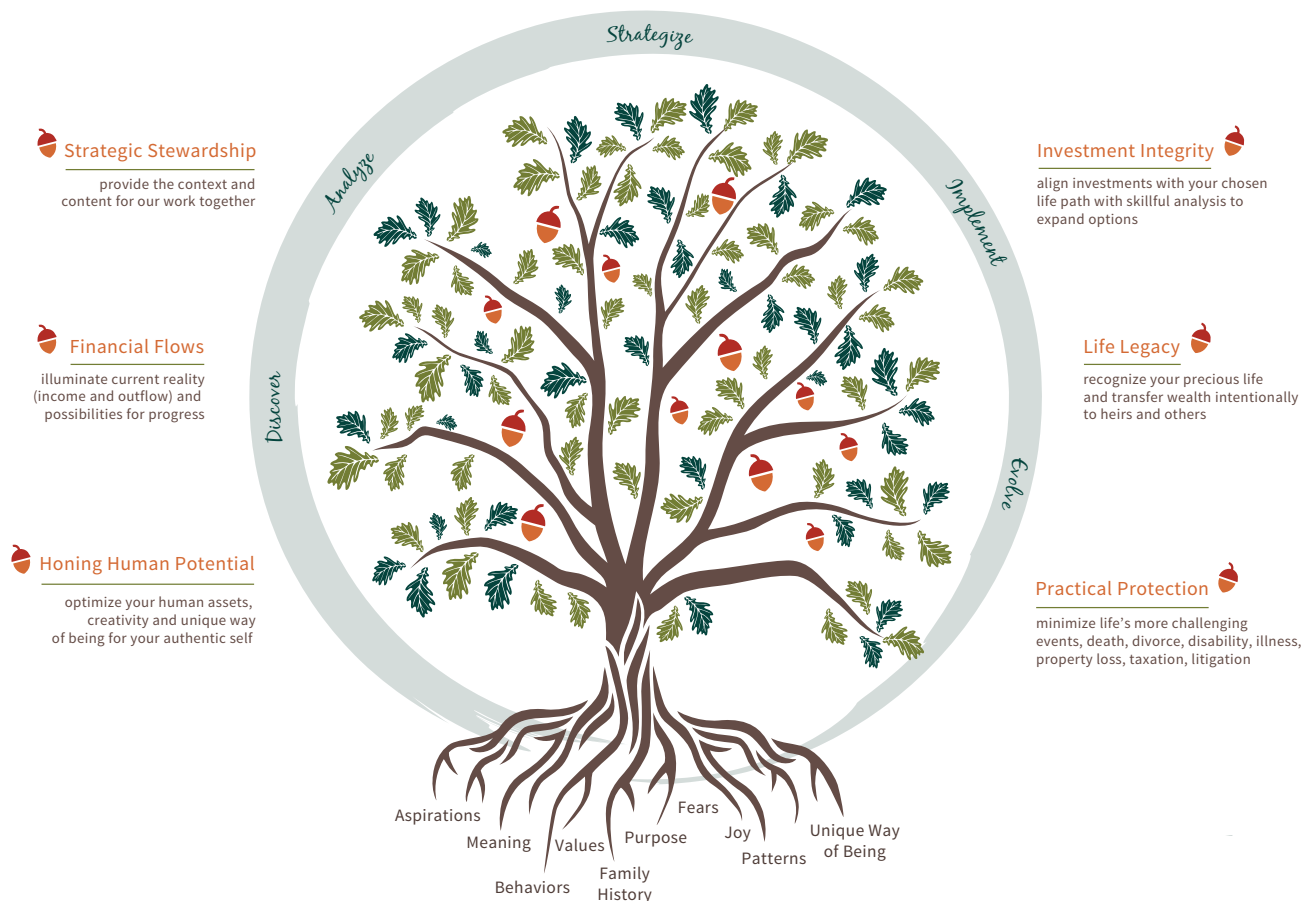 Strategize
Analyze
Discover
Implement
Evolve
Strategic Stewardship
provide the context and
content for our work together
Financial Flows
illuminate current reality
(income and outflow) and
possibilities for progress
Honing Human Potential
optimize your human assets,
creativity and unique way
of being for your authentic self
Investment Integrity
align investments with your chosen
life path with skillful analysis to
expand options
Life Legacy
recognize your precious life
and transfer wealth intentionally
to heirs and others
Practical Protection
minimize life's more challenging
events, death, divorce, disability, illness,
property loss, taxation, litigation
Aspirations
Meaning
Behaviors
Values
Family
History
Purpose
Fears
Joy
Patterns
Unique Way
of Being